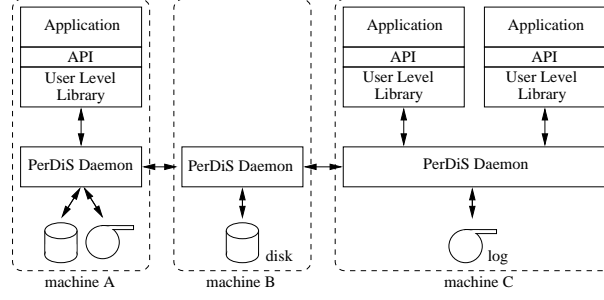 Application
API
User Level
Library
Application
API
User Level
Library
Application
API
User Level
Library
PerDiS Daemon
PerDiS Daemon
PerDiS Daemon
disk
log
machine A
machine B
machine C